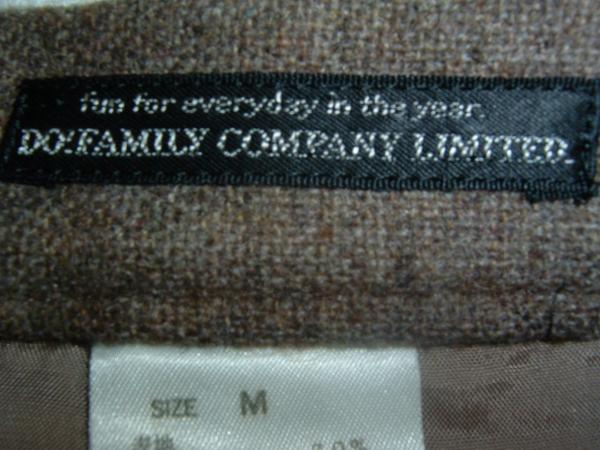 fun for everyday in the year.
DO!FAMILY COMPANY LIMITED.
SIZE M